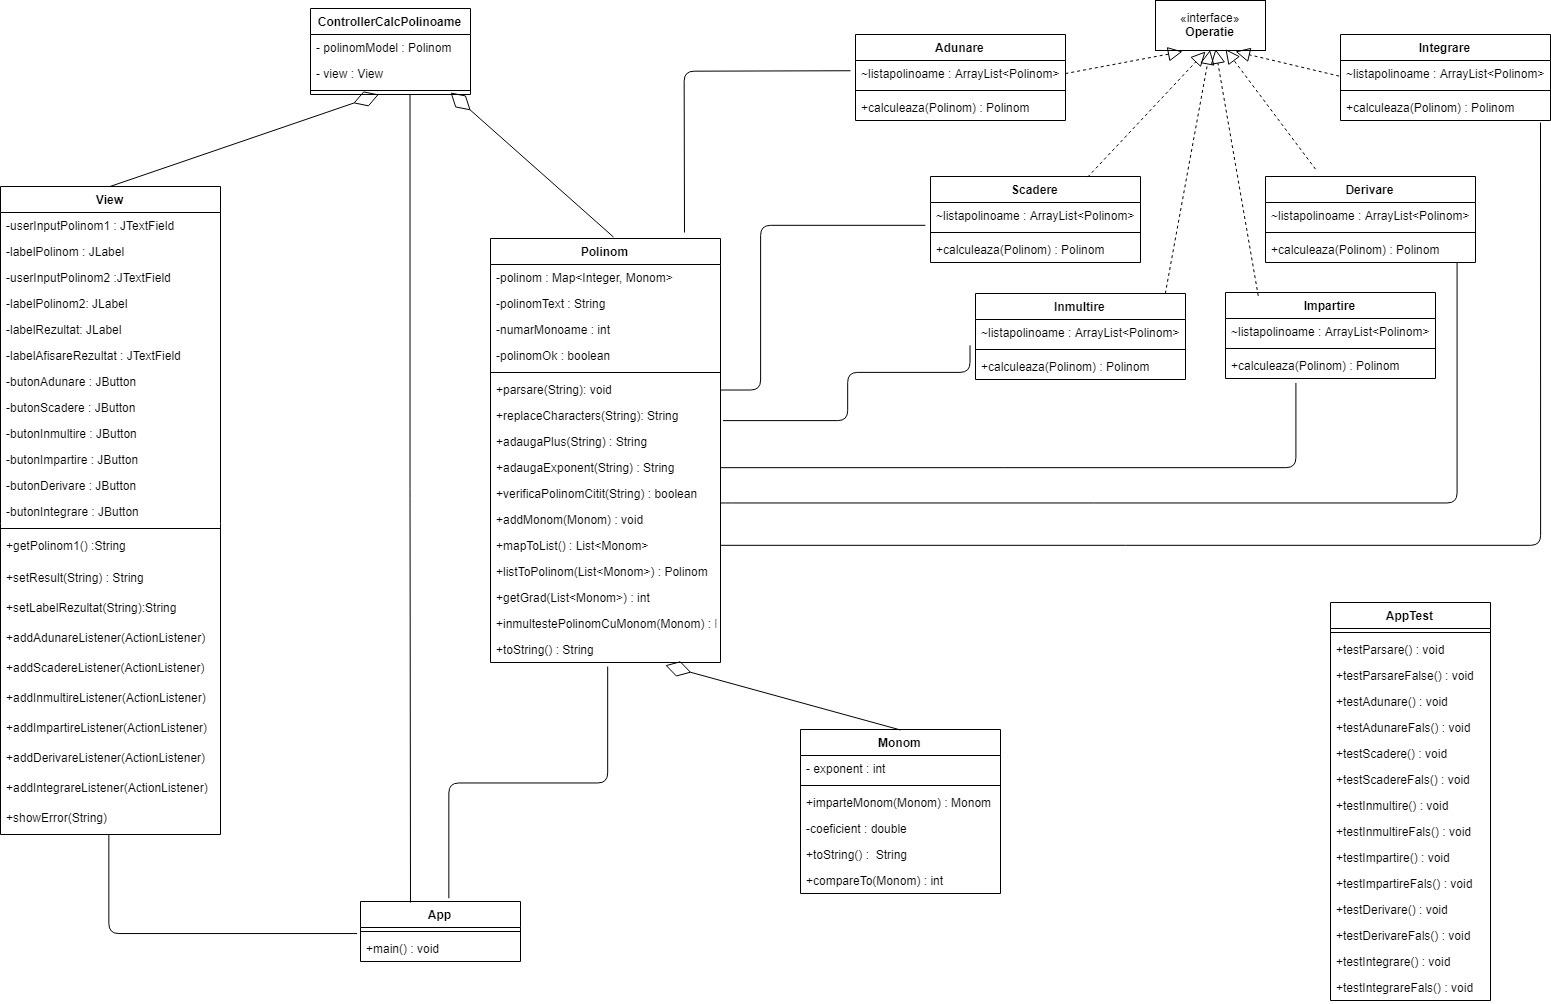 ControllerCalcPolinoame
- polinomModel : Polinom
- view : View
«interface»
Operatie
Adunare
~listapolinoame : ArrayList<Polinom>
+calculeaza(Polinom) : Polinom
Integrare
~listapolinoame : ArrayList<Polinom>
+calculeaza(Polinom) : Polinom
Scadere
~listapolinoame : ArrayList<Polinom>
+calculeaza(Polinom) : Polinom
Derivare
~listapolinoame : ArrayList<Polinom>
+calculeaza(Polinom) : Polinom
Inmultire
~listapolinoame : ArrayList<Polinom>
+calculeaza(Polinom) : Polinom
Impartire
~listapolinoame : ArrayList<Polinom>
+calculeaza(Polinom) : Polinom
View
-userInputPolinom1 : JTextField
-labelPolinom : JLabel
-userInputPolinom2 :JTextField
-labelPolinom2: JLabel
-labelRezultat: JLabel
-labelAfisareRezultat : JTextField
-butonAdunare : JButton
-butonScadere : JButton
-butonInmultire : JButton
-butonImpartire : JButton
-butonDerivare : JButton
-butonIntegrare : JButton
+getPolinom1() :String
+setResult(String) : String
+setLabelRezultat(String):String
+addAdunareListener(ActionListener)
+addScadereListener(ActionListener)
+addInmultireListener(ActionListener)
+addImpartireListener(ActionListener)
+addDerivareListener(ActionListener)
+addIntegrareListener(ActionListener)
+showError(String)
Polinom
-polinom : Map<Integer, Monom>
-polinomText : String
-numarMonoame : int
-polinomOk : boolean
+parsare(String): void
+replaceCharacters(String): String
+adaugaPlus(String) : String
+adaugaExponent(String) : String
+verificaPolinomCitit(String) : boolean
+addMonom(Monom) : void
+mapToList() : List<Monom>
+listToPolinom(List<Monom>) : Polinom
+getGrad(List<Monom>) : int
+inmultestePolinomCuMonom(Monom) :
+toString() : String
Monom
- exponent : int
+imparteMonom(Monom) : Monom
-coeficient : double
+toString() : String
+compareTo(Monom) : int
App
+main() : void
AppTest
+testParsare() : void
+testParsareFalse() : void
+testAdunare() : void
+testAdunareFals() : void
+testScadere() : void
+testScadereFals() : void
+testInmultire() : void
+testInmultireFals() : void
+testImpartire() : void
+testImpartireFals() : void
+testDerivare() : void
+testDerivareFals() : void
+testIntegrare() : void
+testIntegrareFals() : void